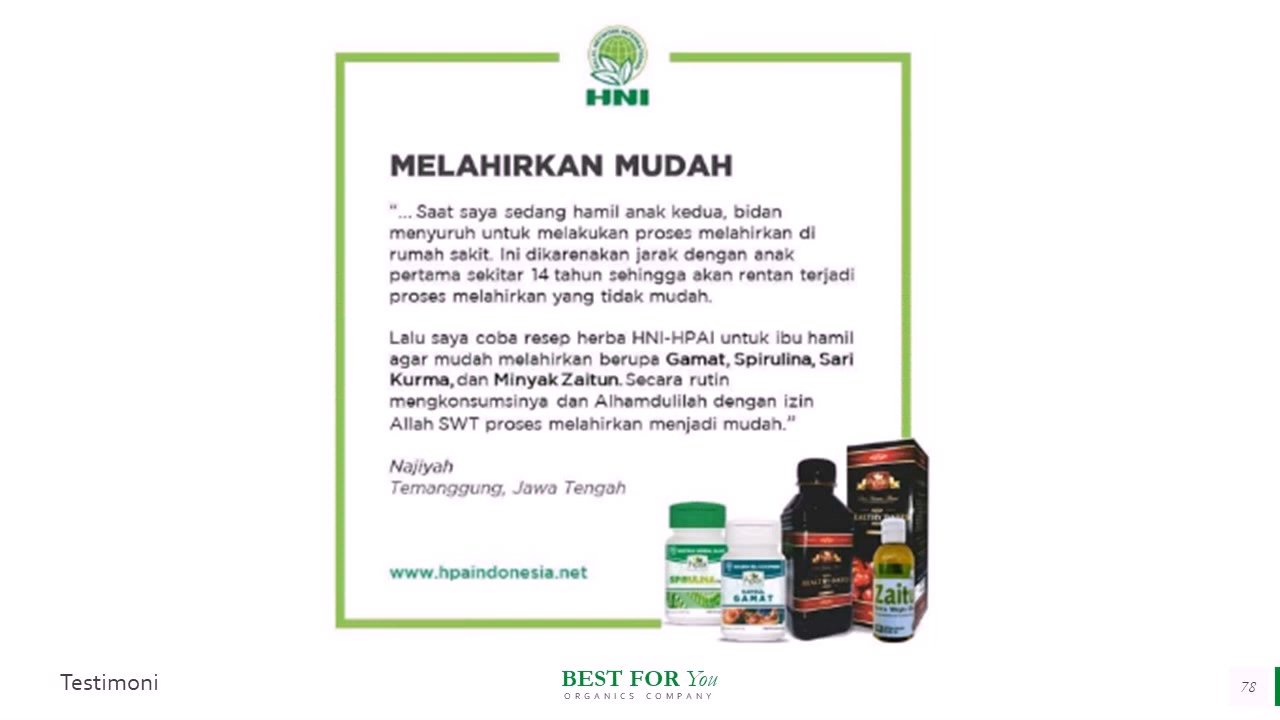 HNI
MELAHIRKAN MUDAH
"... Saat saya sedang hamil anak kedua, bidan
menyuruh untuk melakukan proses melahirkan di
rumah sakit. Ini dikarenakan jarak dengan anak
pertama sekitar 14 tahun sehingga akan rentan terjadi
proses melahirkan yang tidak mudah.
Lalu saya coba resep herba HNI-HPAI untuk ibu hamil
agar mudah melahirkan berupa Gamat, Spirulina, Sari
Kurma, dan Minyak Zaitun. Secara rutin
mengkonsumsinya dan Alhamdulilah dengan izin
Allah SWT proses melahirkan menjadi mudah."
Najiyah
Temanggung, Jawa Tengah
www.hpaindonesia.net
SPIRULINA
GAMAT
Testimoni
BEST FOR You
ORGANICS COMPANY
78